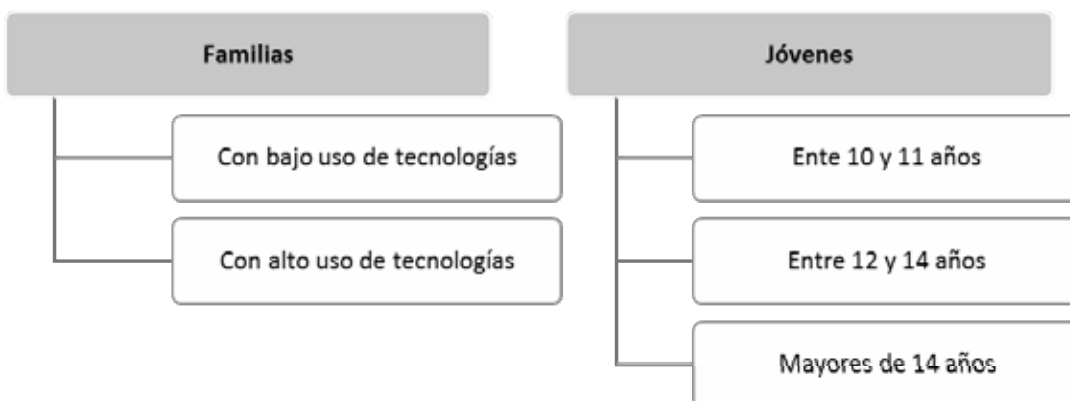 Familias
Con bajo uso de tecnologías
Con alto uso de tecnologías
Jóvenes
Ente 10 y 11 años
Entre 12 y 14 años
Mayores de 14 años